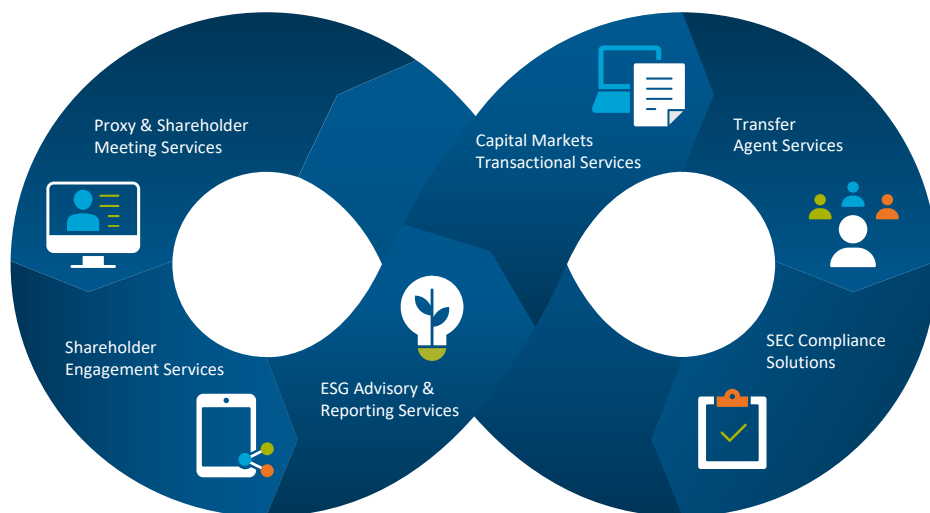 Proxy & Shareholder
Meeting Services
Capital Markets
Transactional Services
Transfer
Agent Services
Shareholder
Engagement Services
ESG Advisory &
Reporting Services
SEC Compliance
Solutions